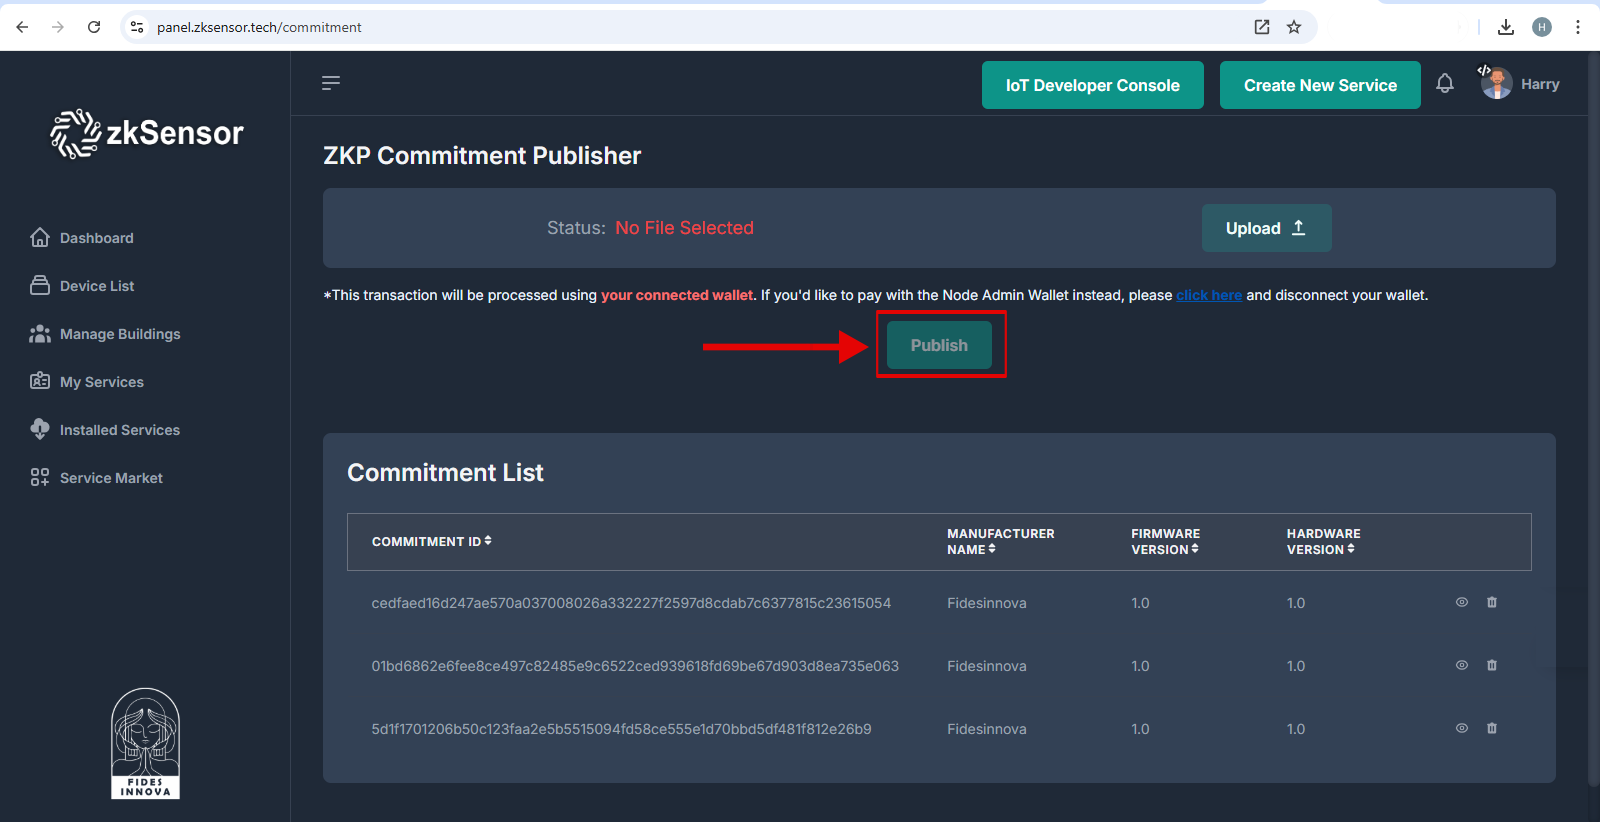 panel.zksensor.tech/commitment
H
zkSensor
IoT Developer Console
Create New Service
Harry
Dashboard
Device List
Manage Buildings
My Services
Installed Services
Service Market
FIDES
INNOVA
ZKP Commitment Publisher
Status: No File Selected
Upload
*This transaction will be processed using your connected wallet. If you'd like to pay with the Node Admin Wallet instead, please click here and disconnect your wallet.
Publish
Commitment List
COMMITMENT ID
MANUFACTURER
NAME
FIRMWARE
VERSION
HARDWARE
VERSION
cedfaed16d247ae570a037008026a332227f2597d8cdab7c6377815c23615054 Fidesinnova 1.0 1.0
01bd6862e6fee8ce497c82485e9c6522ced939618fd69be67d903d8ea735e063 Fidesinnova 1.0 1.0
5d1f1701206b50c123faa2e5b5515094fd58ce555e1d70bbd5df481f812e26b9 Fidesinnova 1.0 1.0